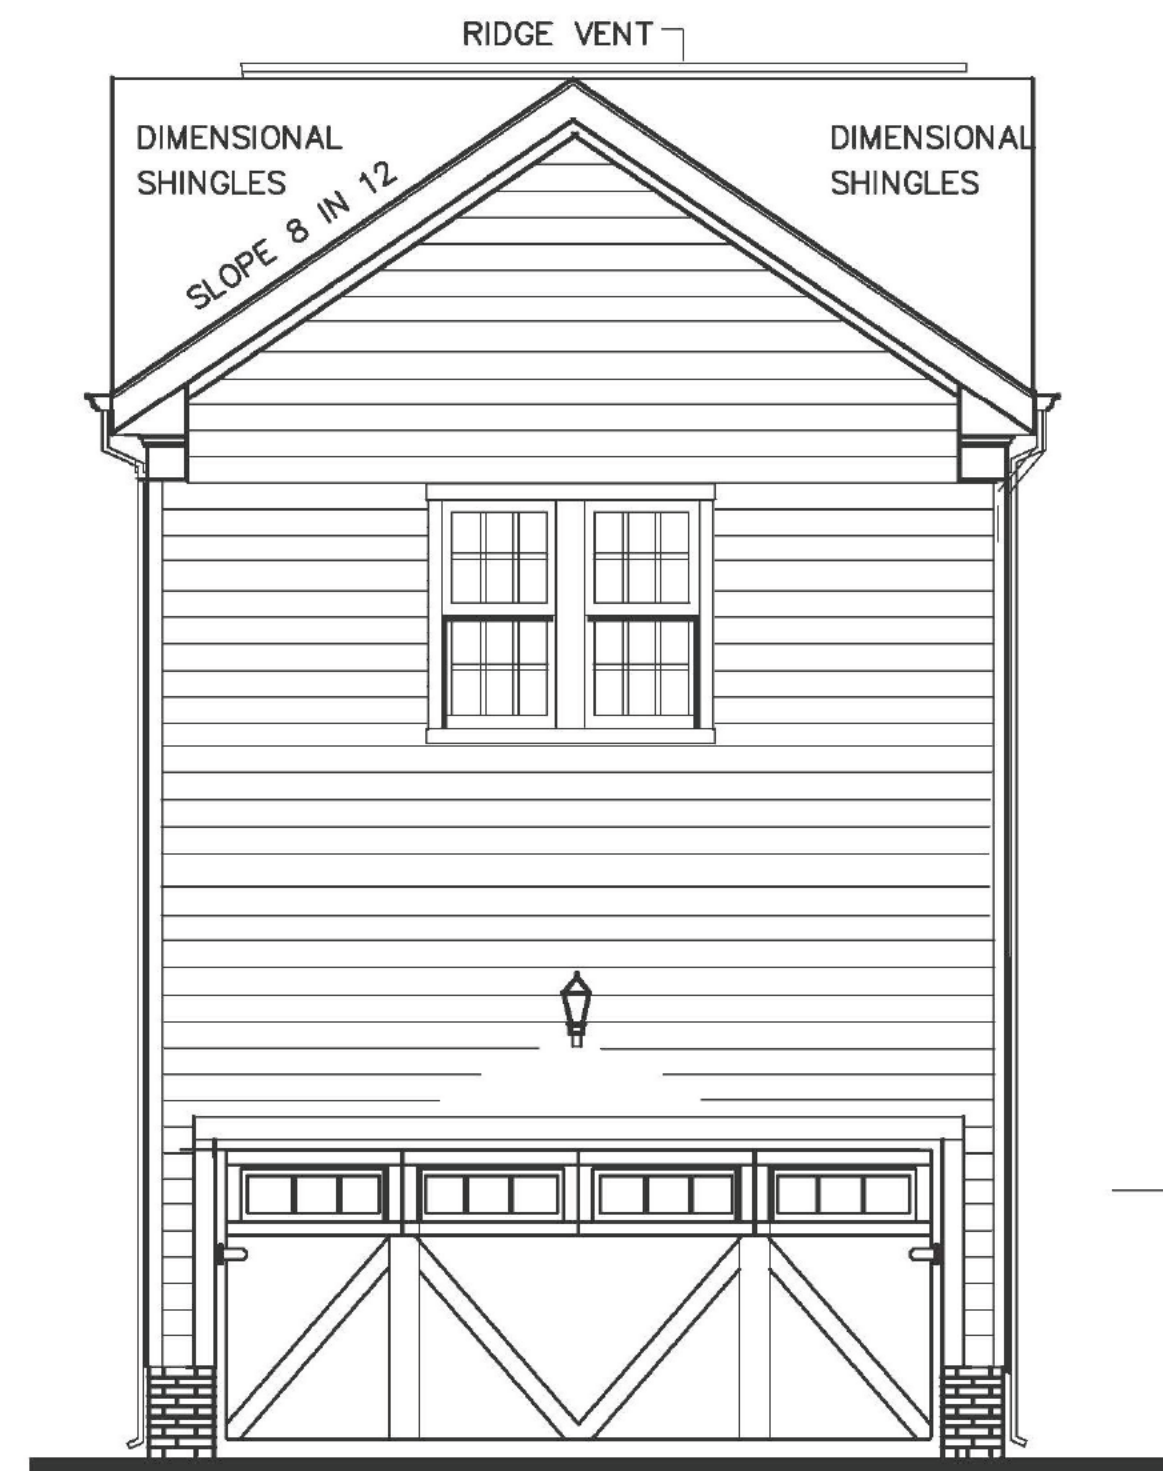 RIDGE VENT
DIMENSIONAL
SHINGLES
SLOPE 8 IN 12
DIMENSIONAL
SHINGLES